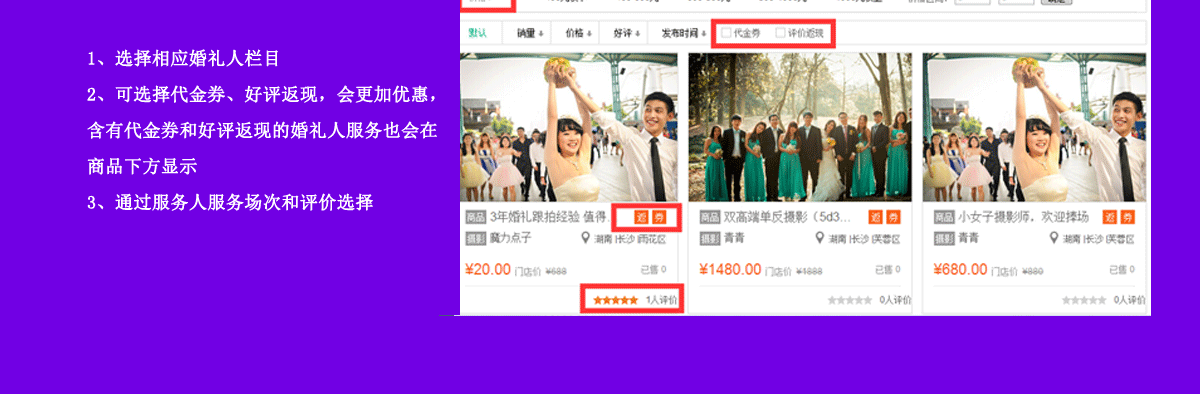 1、选择相应婚礼人栏目
2、可选择代金券、好评返现，会更加优惠，
含有代金券和好评返现的婚礼人服务也会在
商品下方显示
3、通过服务人服务场次和评价选择
默认 销量 价格 好评 发布时间 代金券 评价返现
商品 3年婚礼跟拍经验 值得... 返 券
摄影 魔力点子 湖南|长沙|雨花区
¥20.00 门店价 ¥688 已售 0
1人评价
商品 双高端单反摄影（5d3... 返 券
摄影 青青 湖南|长沙|芙蓉区
¥1480.00 门店价 ¥1888 已售 0
0人评价
商品 小女子摄影师，欢迎捧场 返 券
摄影 青青 湖南|长沙|芙蓉区
¥680.00 门店价 ¥880 已售 0
0人评价